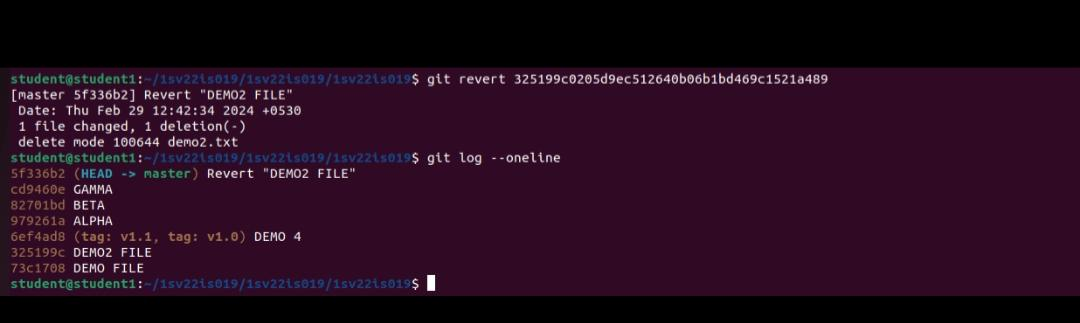 student@student1:~/1sv22is019/1sv22is019/1sv22is019$ git revert 325199c0205d9ec512640b06b1bd469c1521a489
[master 5f336b2] Revert "DEMO2 FILE"
 Date: Thu Feb 29 12:42:34 2024 +0530
 1 file changed, 1 deletion(-)
 delete mode 100644 demo2.txt
student@student1:~/1sv22is019/1sv22is019/1sv22is019$ git log --oneline
5f336b2 (HEAD -> master) Revert "DEMO2 FILE"
cd9460e GAMMA
82701bd BETA
979261a ALPHA
6ef4ad8 (tag: v1.1, tag: v1.0) DEMO 4
325199c DEMO2 FILE
73c1708 DEMO FILE
student@student1:~/1sv22is019/1sv22is019/1sv22is019$